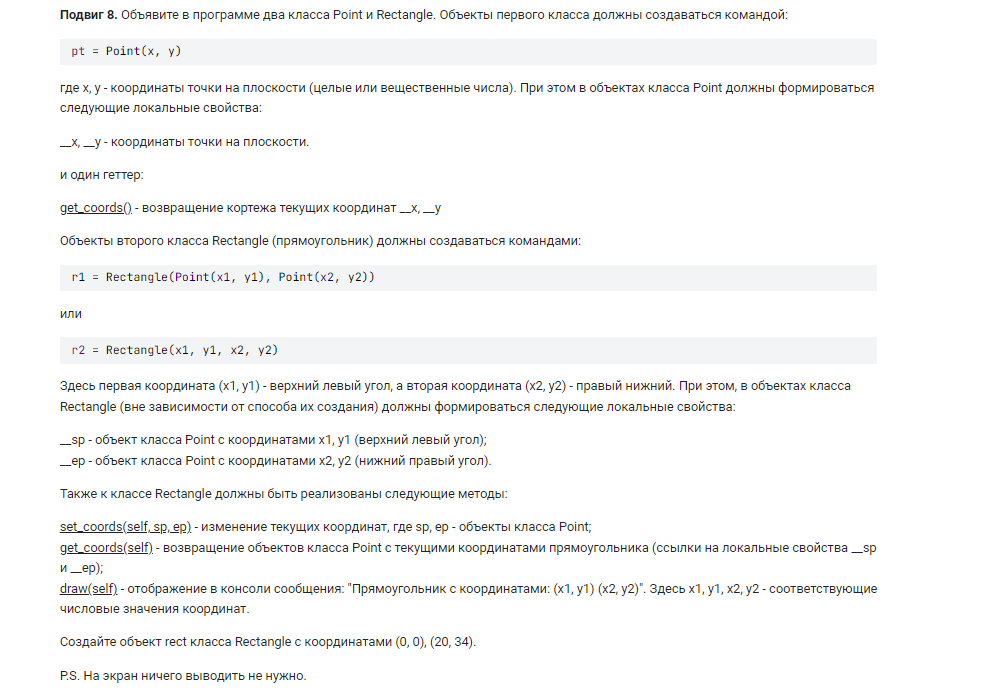 Подвиг 8. Объявите в программе два класса Point и Rectangle. Объекты первого класса должны создаваться командой:
pt = Point(x, y)
где x, y - координаты точки на плоскости (целые или вещественные числа). При этом в объектах класса Point должны формироваться
следующие локальные свойства:
__x, __y - координаты точки на плоскости.
и один геттер:
get_coords() - возвращение кортежа текущих координат __x, __y
Объекты второго класса Rectangle (прямоугольник) должны создаваться командами:
r1 = Rectangle(Point(x1, y1), Point(x2, y2))
или
r2 = Rectangle(x1, y1, x2, y2)
Здесь первая координата (x1, y1) - верхний левый угол, а вторая координата (x2, y2) - правый нижний. При этом, в объектах класса
Rectangle (вне зависимости от способа их создания) должны формироваться следующие локальные свойства:
__sp - объект класса Point с координатами x1, y1 (верхний левый угол);
__ep - объект класса Point с координатами x2, y2 (нижний правый угол).
Также к классе Rectangle должны быть реализованы следующие методы:
set_coords(self, sp, ep) - изменение текущих координат, где sp, ep - объекты класса Point;
get_coords(self) - возвращение объектов класса Point с текущими координатами прямоугольника (ссылки на локальные свойства __sp
и __ep);
draw(self) - отображение в консоли сообщения: "Прямоугольник с координатами: (x1, y1) (x2, y2)". Здесь x1, y1, x2, y2 - соответствующие
числовые значения координат.
Создайте объект rect класса Rectangle с координатами (0, 0), (20, 34).
P.S. На экран ничего выводить не нужно.